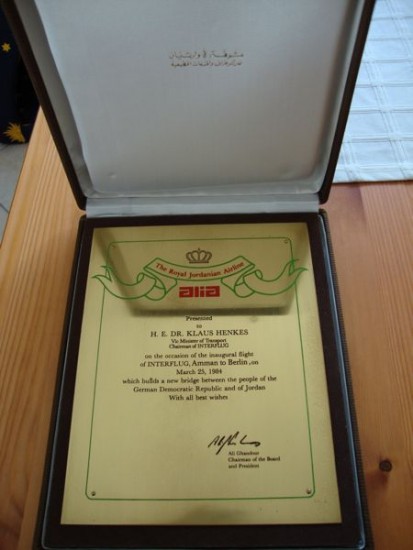 The Royal Jordanian Airline
alia
Presented
to
H. E. DR. KLAUS HENKES
Vic Minister of Transport
Chairman of INTERFLUG
on the occasion of the inaugural flight
of INTERFLUG, Amman to Berlin, on
March 25, 1984
which builds a new bridge between the people of the
German Democratic Republic and of Jordan
With all best wishes
Ali Ghandour
Chairman of the Board
and President